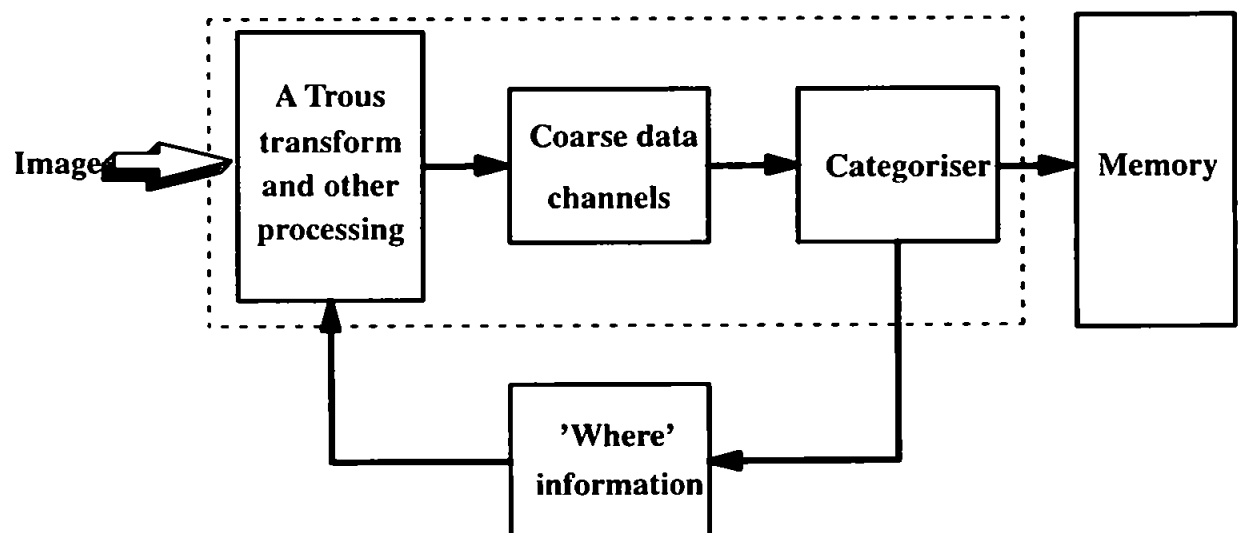 Image
A Trous
transform
and other
processing
Coarse data
channels
Categoriser
Memory
'Where'
information